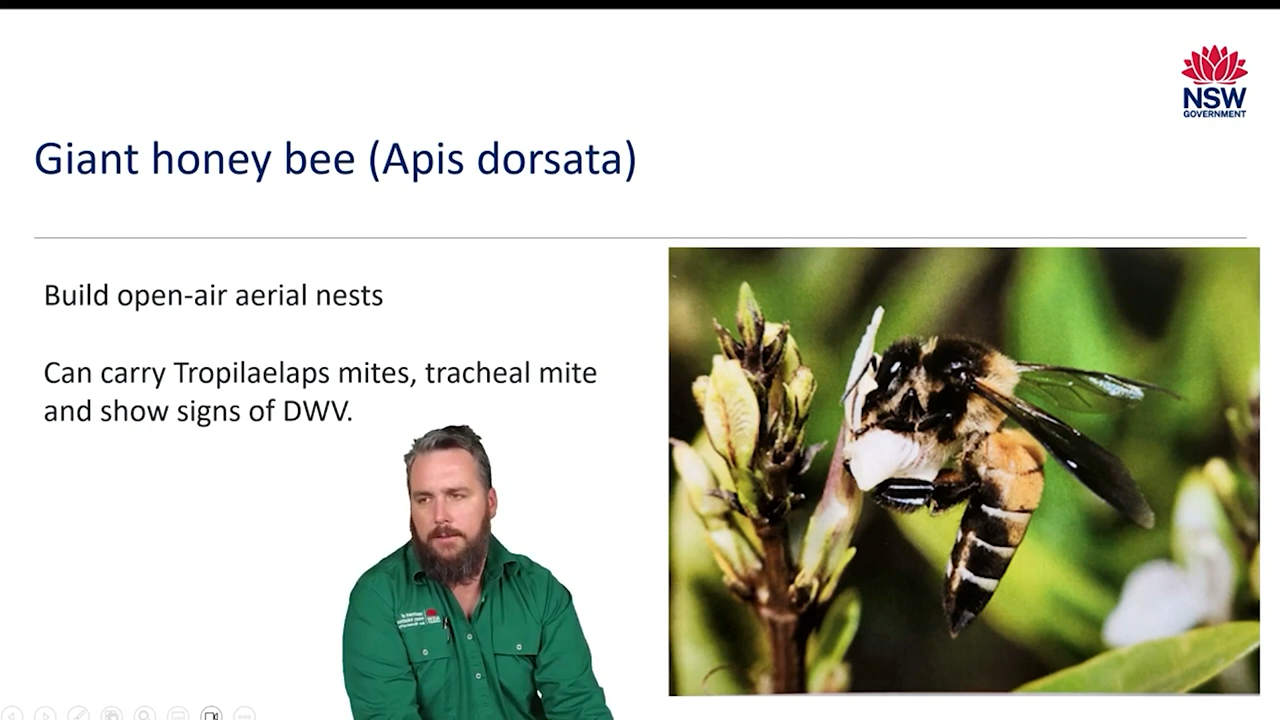 NSW
GOVERNMENT
Giant honey bee (Apis dorsata)
Build open-air aerial nests
Can carry Tropilaelaps mites, tracheal mite
and show signs of DWV.